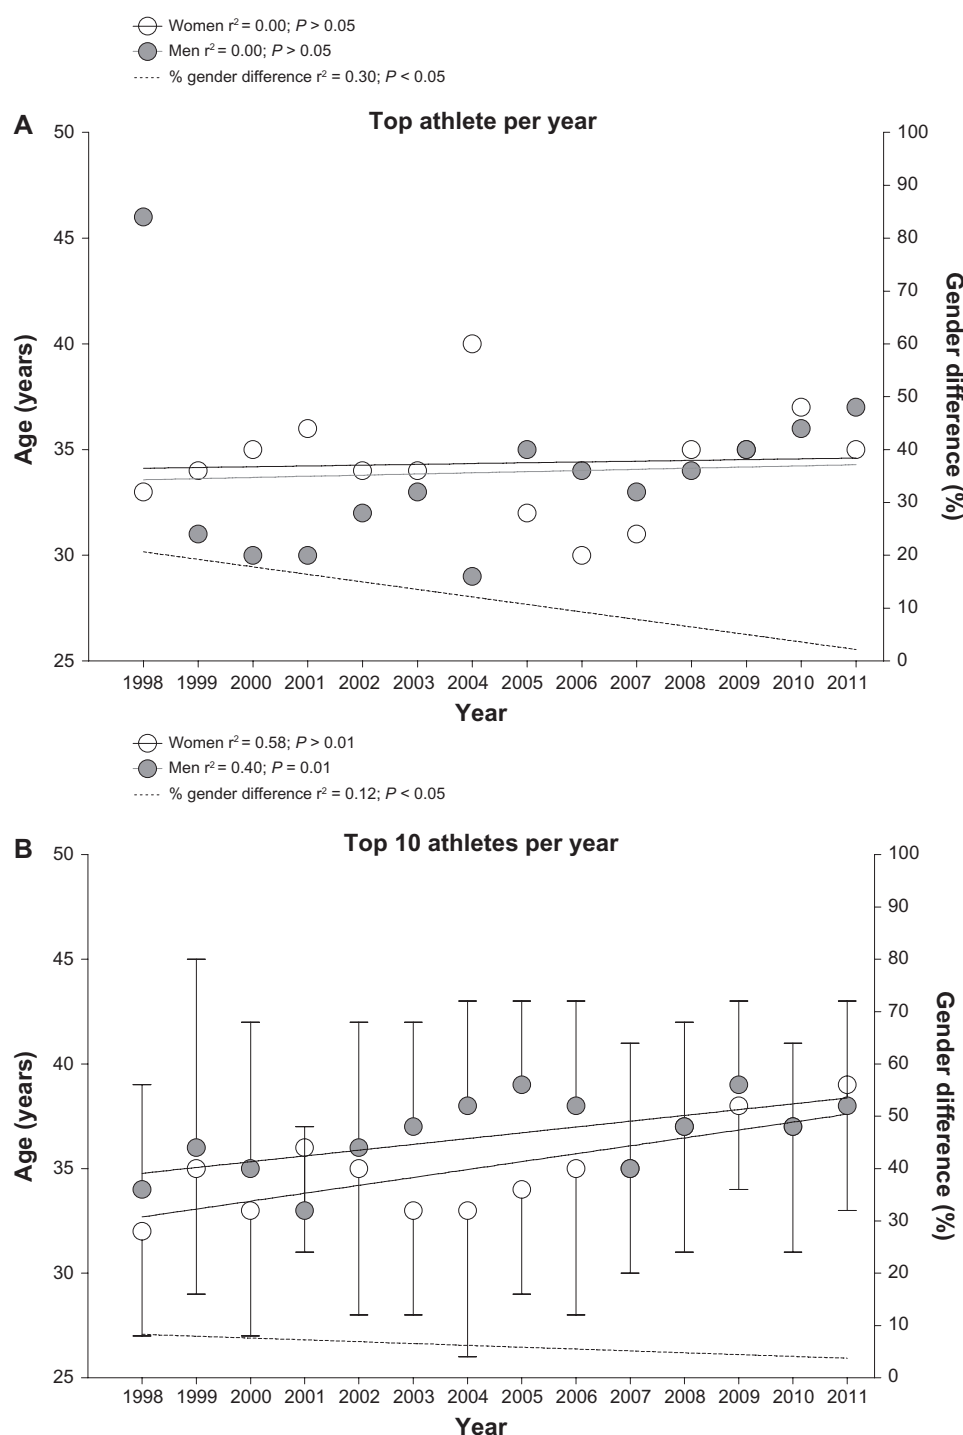 Women r² = 0.00; P > 0.05
Men r² = 0.00; P > 0.05
% gender difference r² = 0.30; P < 0.05
A
Top athlete per year
50
45
40
35
30
25
Age (years)
100
90
80
70
60
50
40
30
20
10
0
Gender difference (%)
1998 1999 2000 2001 2002 2003 2004 2005 2006 2007 2008 2009 2010 2011
Year
Women r² = 0.58; P > 0.01
Men r² = 0.40; P = 0.01
% gender difference r² = 0.12; P < 0.05
B
Top 10 athletes per year
50
45
40
35
30
25
Age (years)
100
90
80
70
60
50
40
30
20
10
0
Gender difference (%)
1998 1999 2000 2001 2002 2003 2004 2005 2006 2007 2008 2009 2010 2011
Year